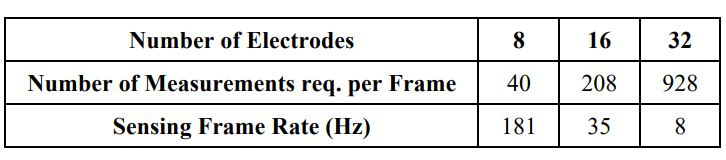 Number of Electrodes 8 16 32
Number of Measurements req. per Frame 40 208 928
Sensing Frame Rate (Hz) 181 35 8